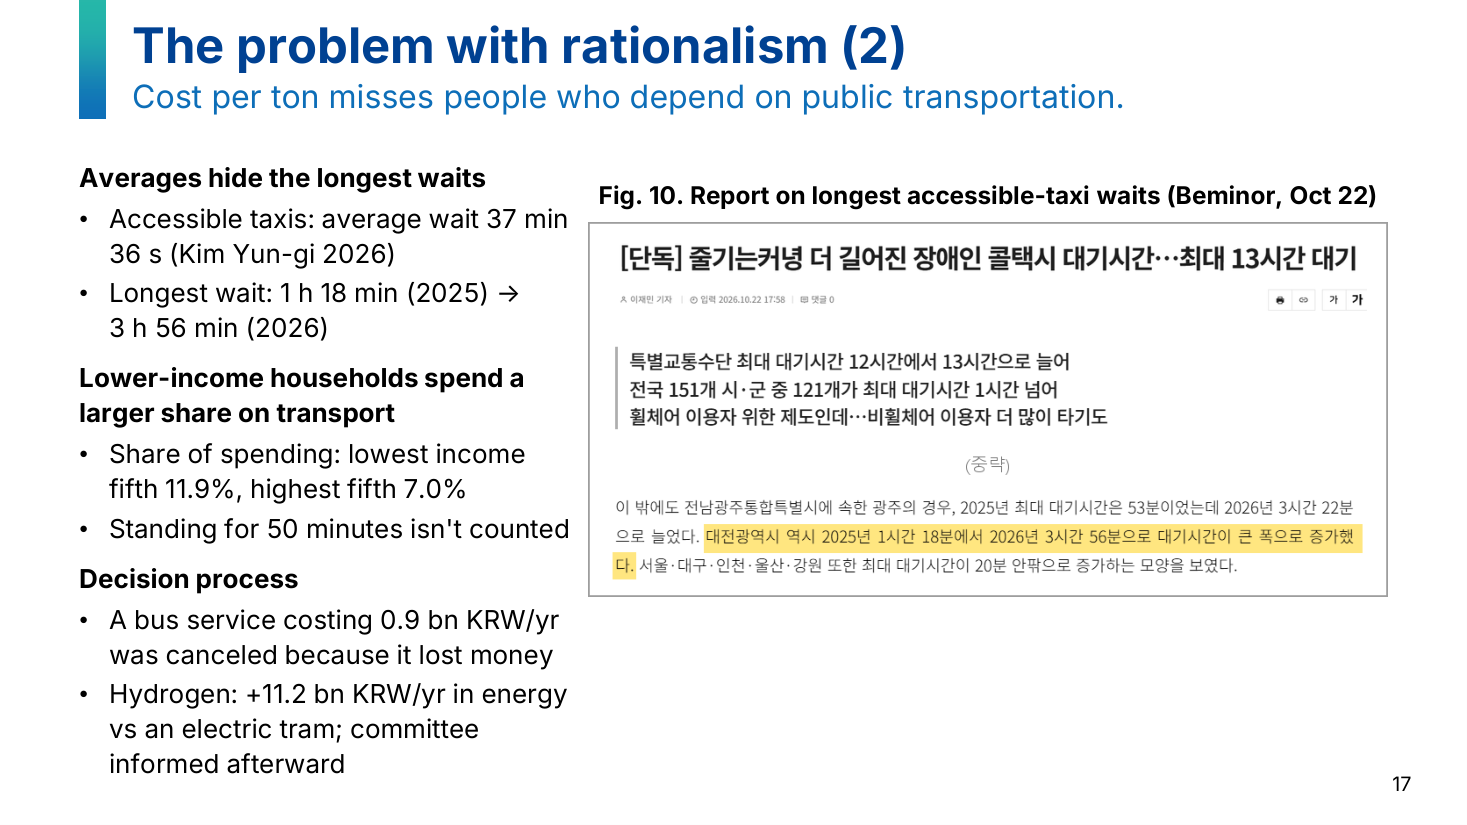 The problem with rationalism (2)
Cost per ton misses people who depend on public transportation.
Averages hide the longest waits
• Accessible taxis: average wait 37 min
36 s (Kim Yun-gi 2026)
• Longest wait: 1 h 18 min (2025) →
3 h 56 min (2026)
Lower-income households spend a
larger share on transport
• Share of spending: lowest income
fifth 11.9%, highest fifth 7.0%
• Standing for 50 minutes isn't counted
Decision process
• A bus service costing 0.9 bn KRW/yr
was canceled because it lost money
• Hydrogen: +11.2 bn KRW/yr in energy
vs an electric tram; committee
informed afterward
Fig. 10. Report on longest accessible-taxi waits (Beminor, Oct 22)
[단독] 줄기는커녕 더 길어진 장애인 콜택시 대기시간…최대 13시간 대기
이재민 기자 | 입력 2026.10.22 17:58 | 댓글 0
가 가
특별교통수단 최대 대기시간 12시간에서 13시간으로 늘어
전국 151개 시·군 중 121개가 최대 대기시간 1시간 넘어
휠체어 이용자 위한 제도인데…비휠체어 이용자 더 많이 타기도
(중략)
이 밖에도 전남광주통합특별시에 속한 광주의 경우, 2025년 최대 대기시간은 53분이었는데 2026년 3시간 22분
으로 늘었다. 대전광역시 역시 2025년 1시간 18분에서 2026년 3시간 56분으로 대기시간이 큰 폭으로 증가했
다. 서울·대구·인천·울산·강원 또한 최대 대기시간이 20분 안팎으로 증가하는 모양을 보였다.
17